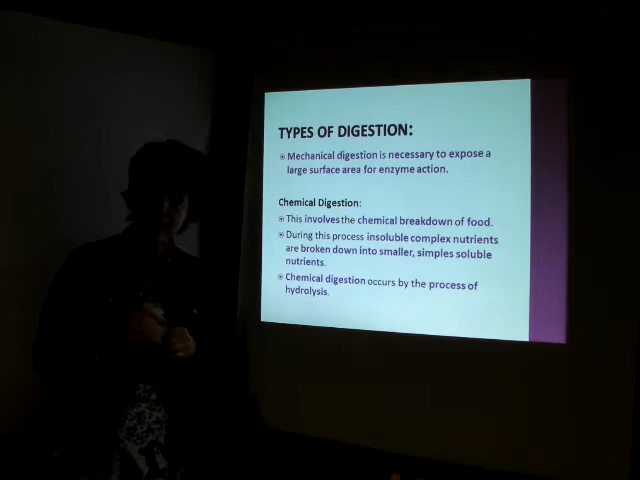 TYPES OF DIGESTION:
Mechanical digestion is necessary to expose a
large surface area for enzyme action.
Chemical Digestion:
This involves the chemical breakdown of food.
During this process insoluble complex nutrients
are broken down into smaller, simples soluble
nutrients.
Chemical digestion occurs by the process of
hydrolysis.